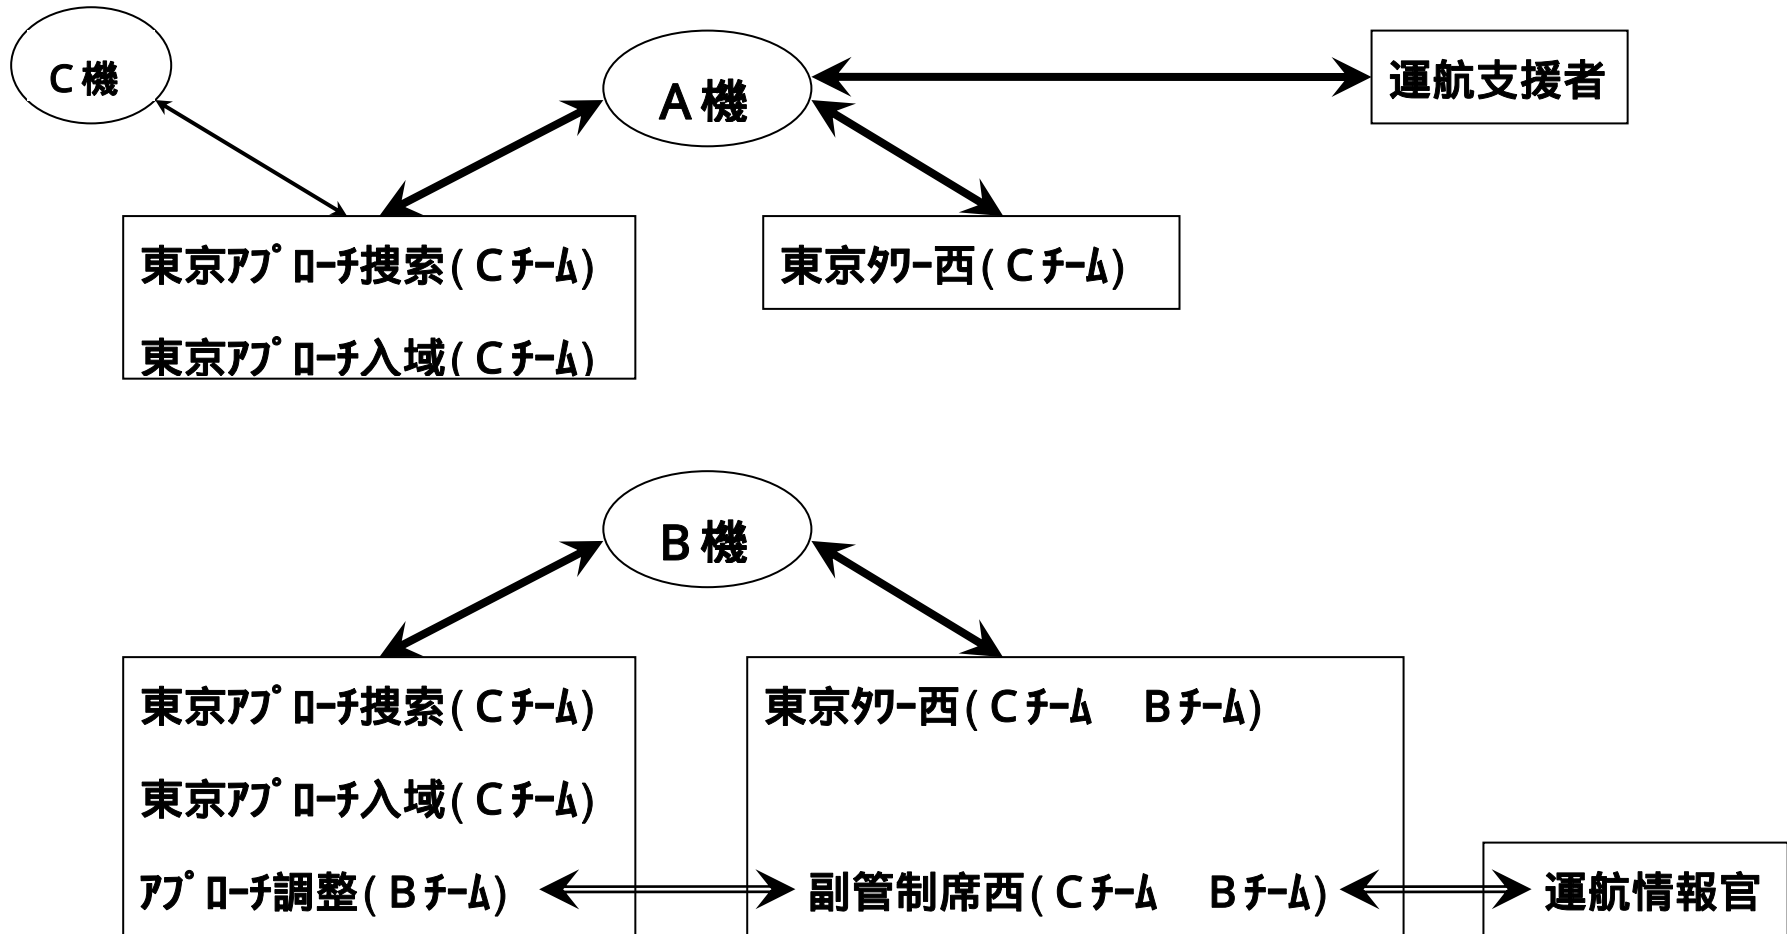 C機
A機
運航支援者
東京ｱﾌﾟﾛｰﾁ捜索(Cﾁｰﾑ)
東京ﾀﾜｰ西(Cﾁｰﾑ)
東京ｱﾌﾟﾛｰﾁ入域(Cﾁｰﾑ)
B機
東京ｱﾌﾟﾛｰﾁ捜索(Cﾁｰﾑ)
東京ﾀﾜｰ西(Cﾁｰﾑ　Bﾁｰﾑ)
東京ｱﾌﾟﾛｰﾁ入域(Cﾁｰﾑ)
ｱﾌﾟﾛｰﾁ調整(Bﾁｰﾑ)
副管制席西(Cﾁｰﾑ　Bﾁｰﾑ)
運航情報官